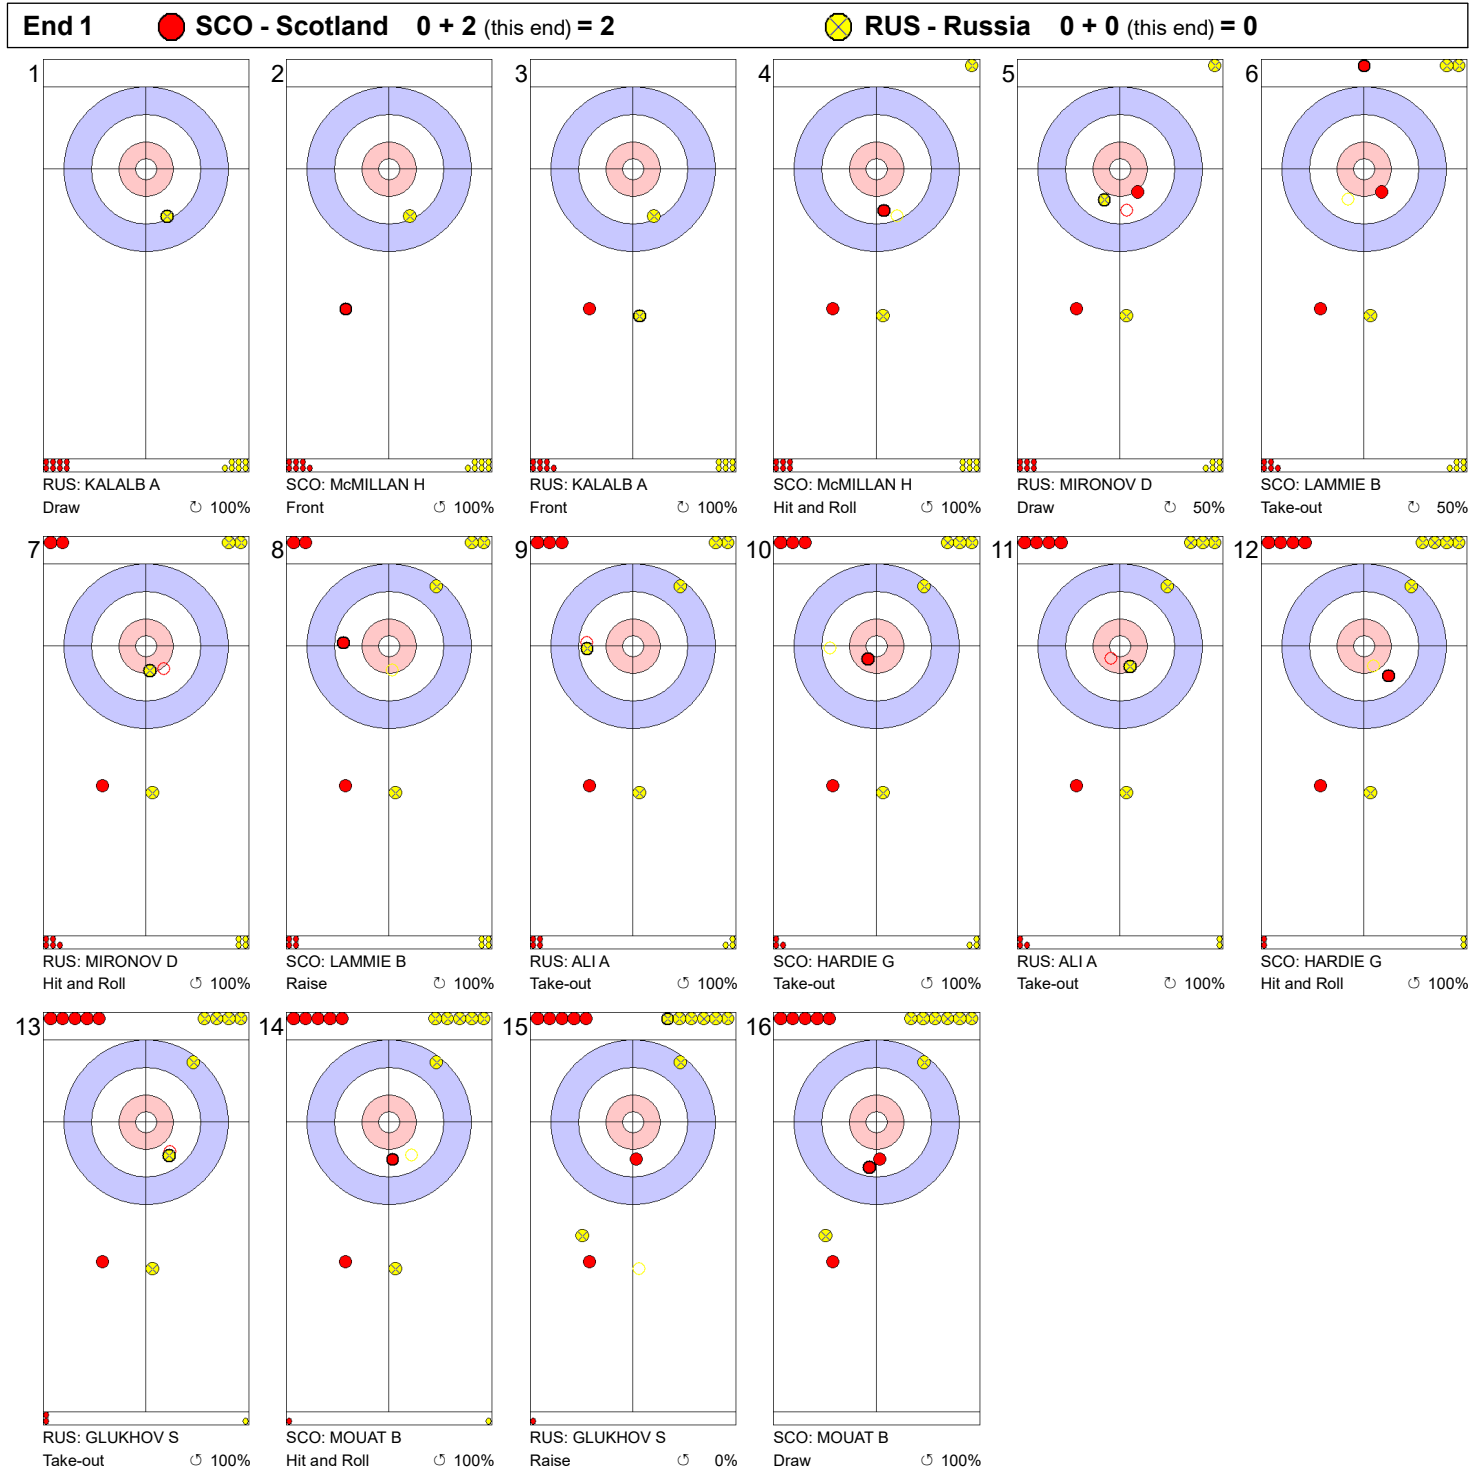 End 1 SCO - Scotland 0 + 2 (this end) = 2 RUS - Russia 0 + 0 (this end) = 0
1 2 3 4 5 6
RUS: KALALB A SCO: McMILLAN H RUS: KALALB A SCO: McMILLAN H RUS: MIRONOV D SCO: LAMMIE B
Draw ↻ 100% Front ↺ 100% Front ↻ 100% Hit and Roll ↺ 100% Draw ↻ 50% Take-out ↻ 50%
7 8 9 10 11 12
RUS: MIRONOV D SCO: LAMMIE B RUS: ALI A SCO: HARDIE G RUS: ALI A SCO: HARDIE G
Hit and Roll ↺ 100% Raise ↻ 100% Take-out ↺ 100% Take-out ↺ 100% Take-out ↺ 100% Hit and Roll ↺ 100%
13 14 15 16
RUS: GLUKHOV S SCO: MOUAT B RUS: GLUKHOV S SCO: MOUAT B
Take-out ↺ 100% Hit and Roll ↺ 100% Raise ↺ 0% Draw ↺ 100%